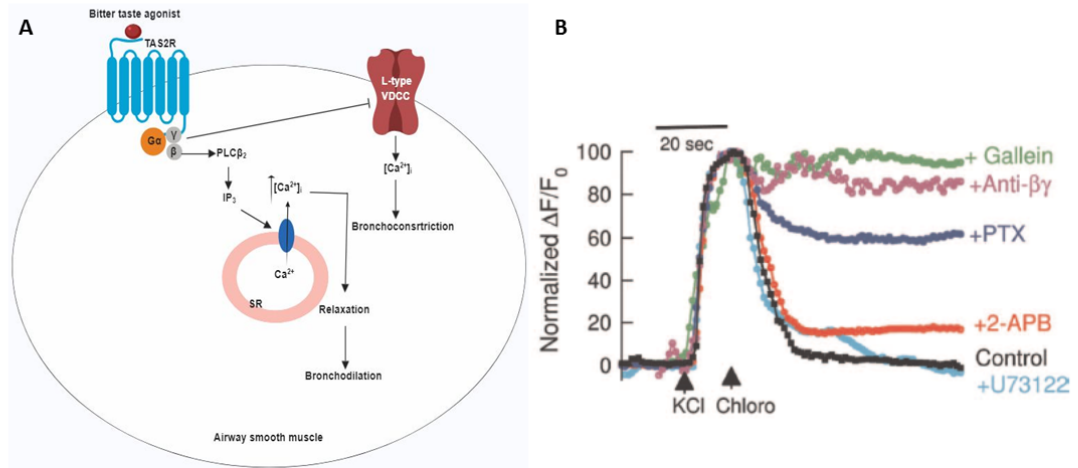 A
Bitter taste agonist
TAS2R
L-type
VDCC
Gα
γ
β
PLCβ₂
IP₃
[Ca²⁺]ᵢ
[Ca²⁺]ᵢ
Bronchoconsrtriction
Ca²⁺
SR
Relaxation
Bronchodilation
Airway smooth muscle
B
20 sec
Normalized ΔF/F₀
100
80
60
40
20
0
+ Gallein
+Anti-βγ
+PTX
+2-APB
Control
+U73122
KCl
Chloro